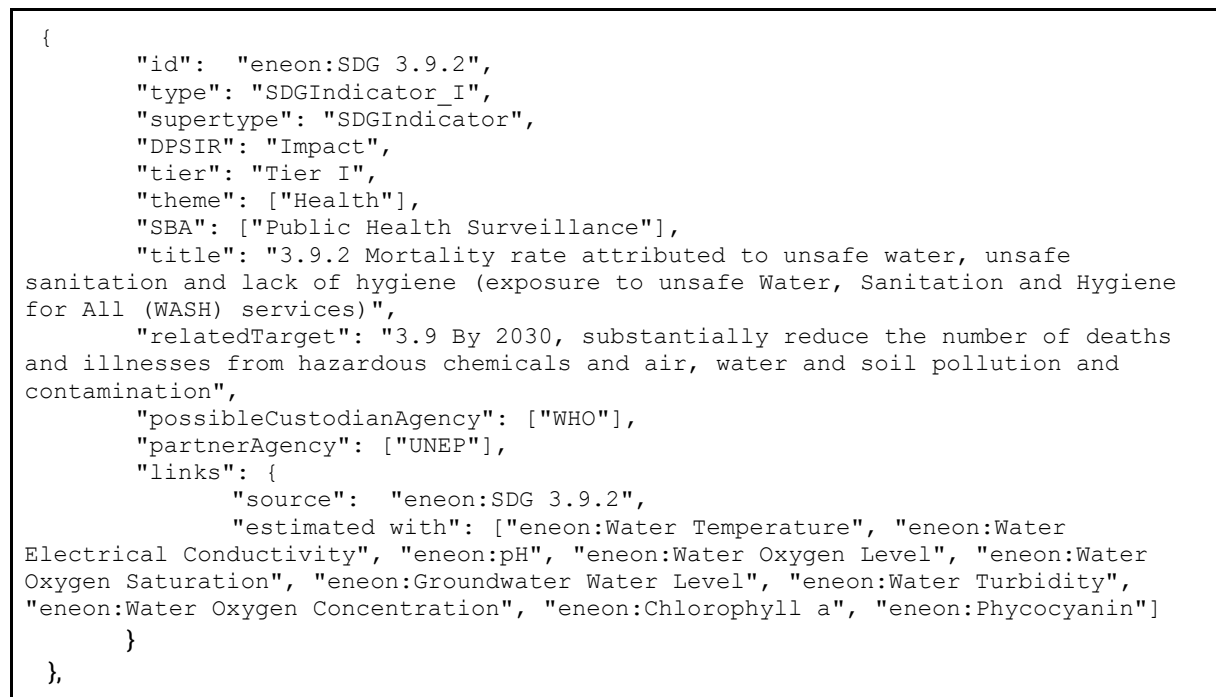 {
"id":  "eneon:SDG 3.9.2",
"type": "SDGIndicator_I",
"supertype": "SDGIndicator",
"DPSIR": "Impact",
"tier": "Tier I",
"theme": ["Health"],
"SBA": ["Public Health Surveillance"],
"title": "3.9.2 Mortality rate attributed to unsafe water, unsafe
sanitation and lack of hygiene (exposure to unsafe Water, Sanitation and Hygiene
for All (WASH) services)",
"relatedTarget": "3.9 By 2030, substantially reduce the number of deaths
and illnesses from hazardous chemicals and air, water and soil pollution and
contamination",
"possibleCustodianAgency": ["WHO"],
"partnerAgency": ["UNEP"],
"links": {
"source":  "eneon:SDG 3.9.2",
"estimated with": ["eneon:Water Temperature", "eneon:Water
Electrical Conductivity", "eneon:pH", "eneon:Water Oxygen Level", "eneon:Water
Oxygen Saturation", "eneon:Groundwater Water Level", "eneon:Water Turbidity",
"eneon:Water Oxygen Concentration", "eneon:Chlorophyll a", "eneon:Phycocyanin"]
}
},